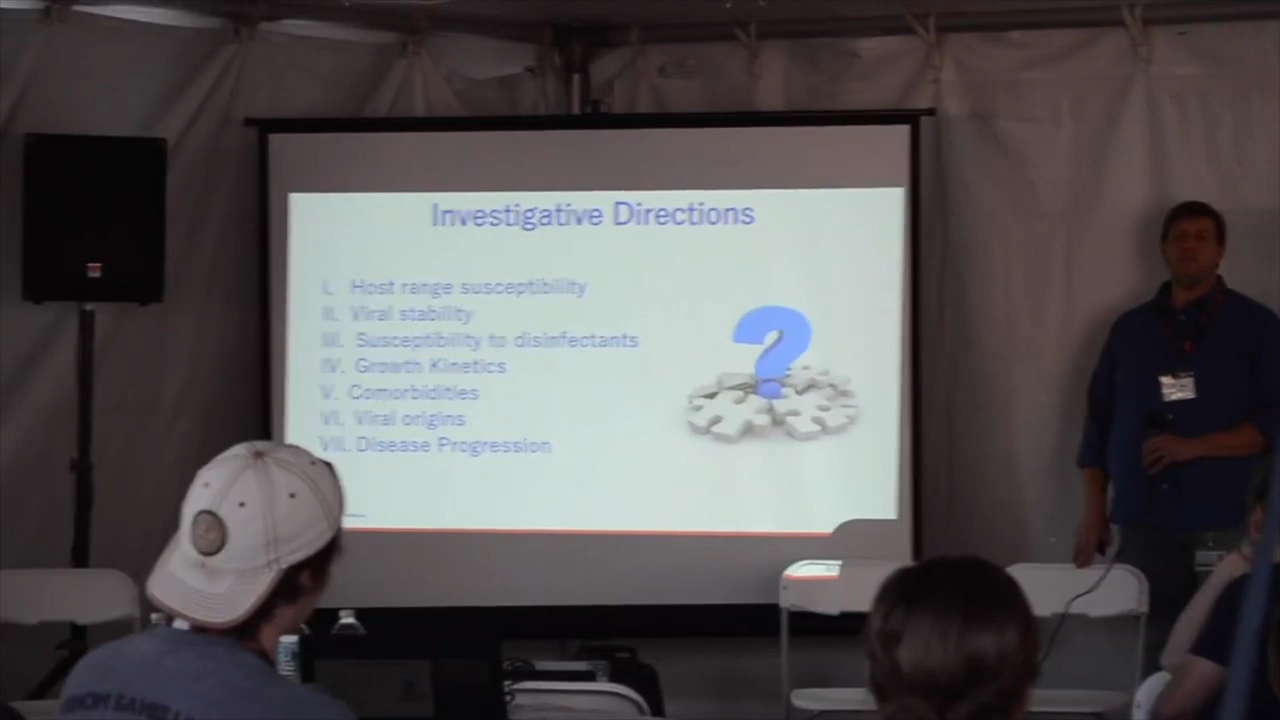 Investigative Directions
I. Host range susceptibility
II. Viral stability
III. Susceptibility to disinfectants
IV. Growth Kinetics
V. Comorbidities
VI. Viral origins
VII. Disease Progression